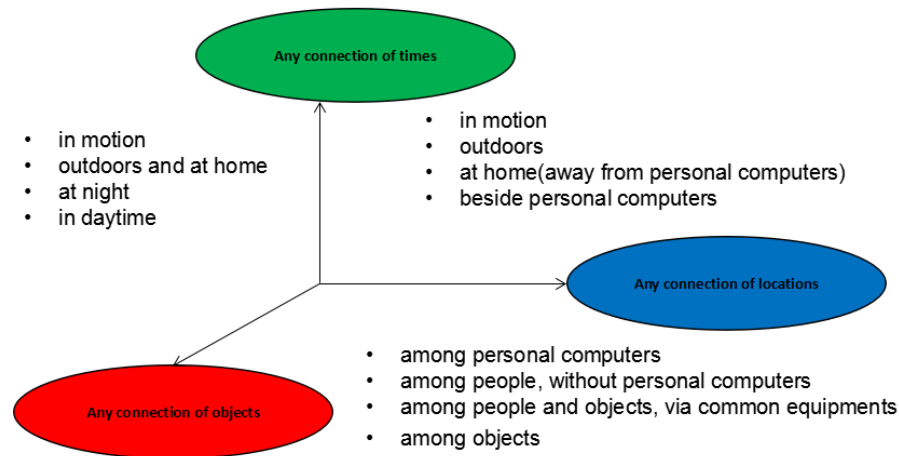 Any connection of times
• in motion
• outdoors and at home
• at night
• in daytime
• in motion
• outdoors
• at home(away from personal computers)
• beside personal computers
Any connection of locations
Any connection of objects
• among personal computers
• among people, without personal computers
• among people and objects, via common equipments
• among objects